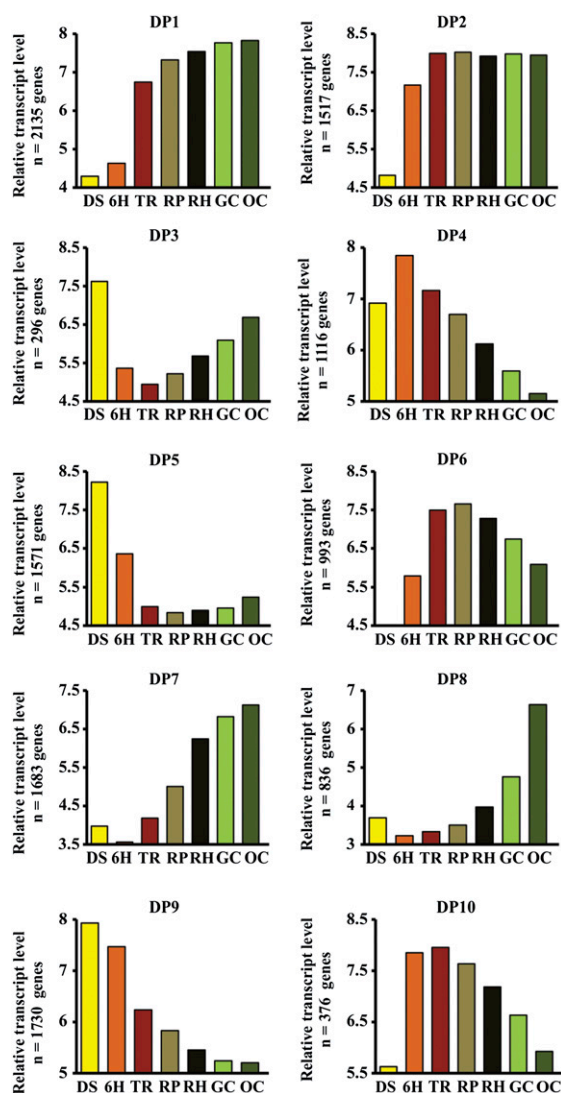 DP1
Relative transcript level
n = 2135 genes
8
7
6
5
4
DS 6H TR RP RH GC OC
DP2
Relative transcript level
n = 1517 genes
8.5
7.5
6.5
5.5
4.5
DS 6H TR RP RH GC OC
DP3
Relative transcript level
n = 296 genes
8.5
7.5
6.5
5.5
4.5
DS 6H TR RP RH GC OC
DP4
Relative transcript level
n = 1116 genes
8
7
6
5
DS 6H TR RP RH GC OC
DP5
Relative transcript level
n = 1571 genes
8.5
7.5
6.5
5.5
4.5
DS 6H TR RP RH GC OC
DP6
Relative transcript level
n = 993 genes
8.5
7.5
6.5
5.5
4.5
DS 6H TR RP RH GC OC
DP7
Relative transcript level
n = 1683 genes
7.5
6.5
5.5
4.5
3.5
DS 6H TR RP RH GC OC
DP8
Relative transcript level
n = 836 genes
7
6
5
4
3
DS 6H TR RP RH GC OC
DP9
Relative transcript level
n = 1730 genes
8
7
6
5
DS 6H TR RP RH GC OC
DP10
Relative transcript level
n = 376 genes
8.5
7.5
6.5
5.5
DS 6H TR RP RH GC OC